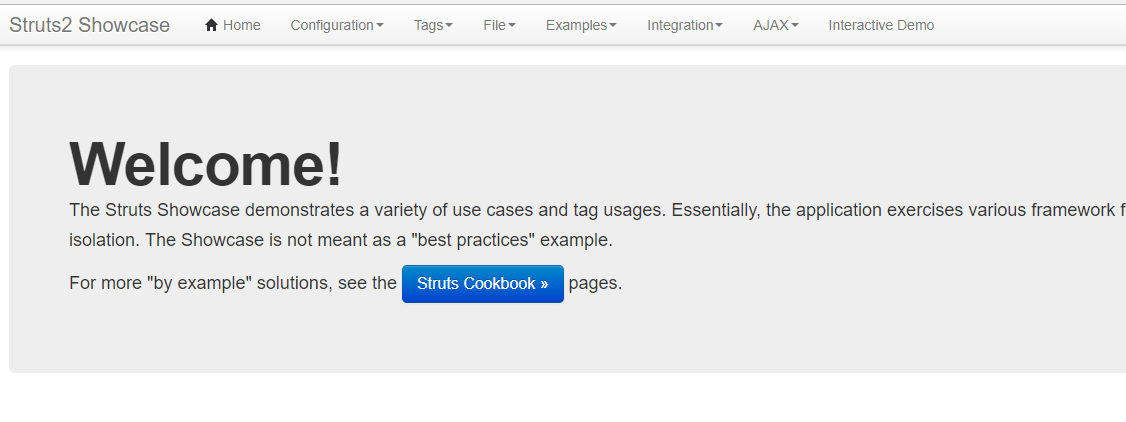 Struts2 Showcase Home Configuration Tags File Examples Integration AJAX Interactive Demo
Welcome!
The Struts Showcase demonstrates a variety of use cases and tag usages. Essentially, the application exercises various framework f
isolation. The Showcase is not meant as a "best practices" example.
For more "by example" solutions, see the Struts Cookbook » pages.